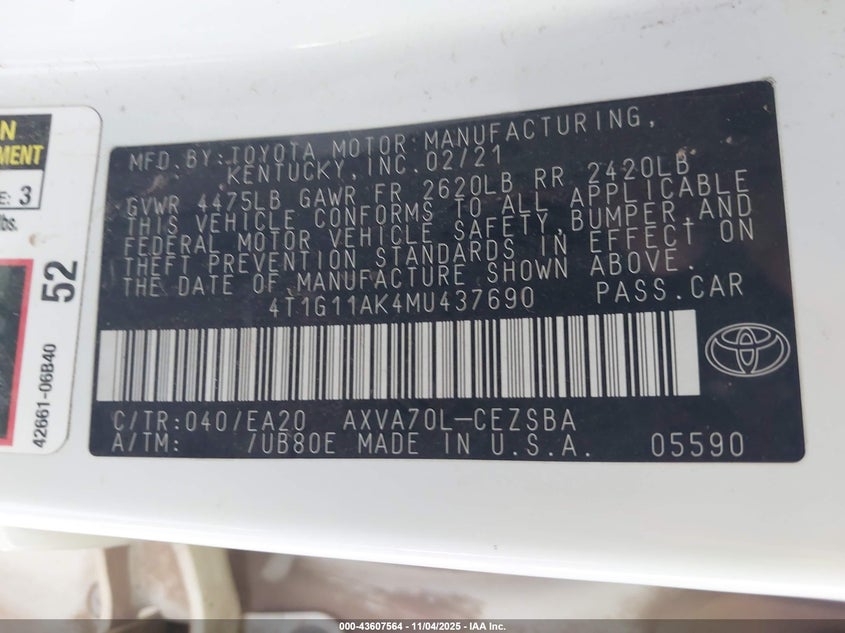 N
MENT
E: 3
lbs.
52
42661-06B40
MFD.BY:TOYOTA MOTOR MANUFACTURING,
KENTUCKY,INC.02/21
GVWR 4475LB GAWR FR 2620LB RR 2420LB
THIS VEHICLE CONFORMS TO ALL APPLICABLE
FEDERAL MOTOR VEHICLE SAFETY,BUMPER,AND
THEFT PREVENTION STANDARDS IN EFFECT ON
THE DATE OF MANUFACTURE SHOWN ABOVE.
4T1G11AK4MU437690 PASS.CAR
C/TR:040/EA20 AXVA70L-CEZSBA
A/TM: /UB80E MADE IN U.S.A. 05590
000-43607564 - 11/04/2025 - IAA Inc.